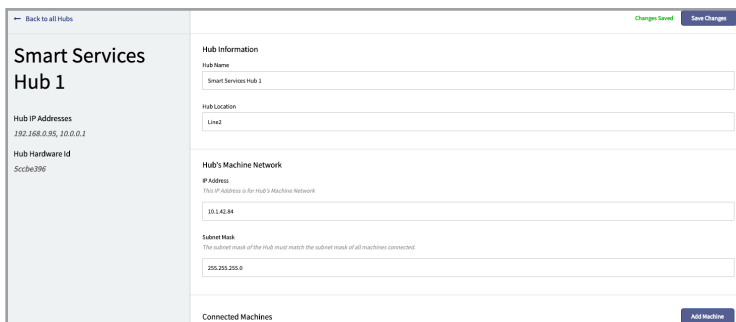 ← Back to all Hubs
Changes Saved
Save Changes
Smart Services
Hub 1
Hub IP Addresses
192.168.0.95, 10.0.0.1
Hub Hardware Id
5ccbe396
Hub Information
Hub Name
Smart Services Hub 1
Hub Location
Line2
Hub's Machine Network
IP Address
This IP Address is for Hub's Machine Network
10.1.42.84
Subnet Mask
The subnet mask of the Hub must match the subnet mask of all machines connected.
255.255.255.0
Connected Machines
Add Machine